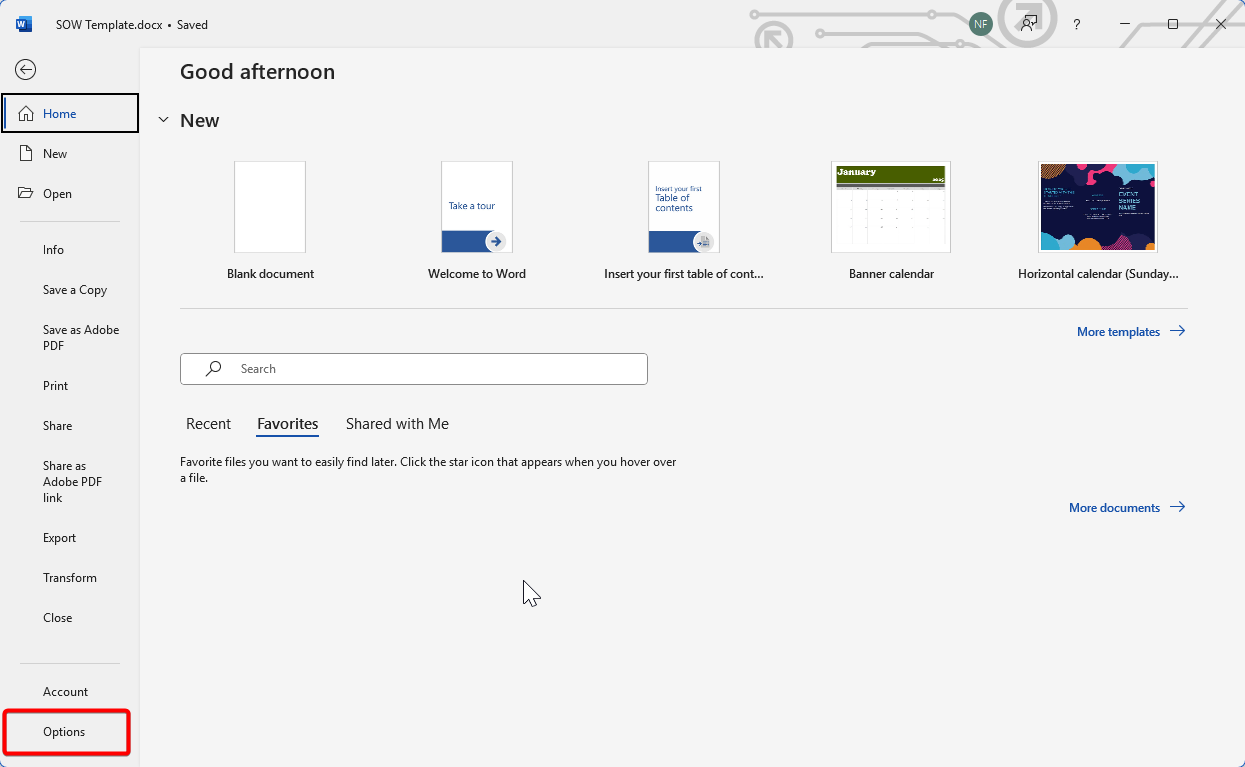 W
SOW Template.docx • Saved
NF
?
Good afternoon
Home
New
Open
Info
Save a Copy
Save as Adobe
PDF
Print
Share
Share as
Adobe PDF
link
Export
Transform
Close
Account
Options
New
Take a tour
Insert your first
Table of
contents
January
EVENT
SERIES
NAME
Blank document
Welcome to Word
Insert your first table of cont...
Banner calendar
Horizontal calendar (Sunday...
More templates
Search
Recent
Favorites
Shared with Me
Favorite files you want to easily find later. Click the star icon that appears when you hover over
a file.
More documents